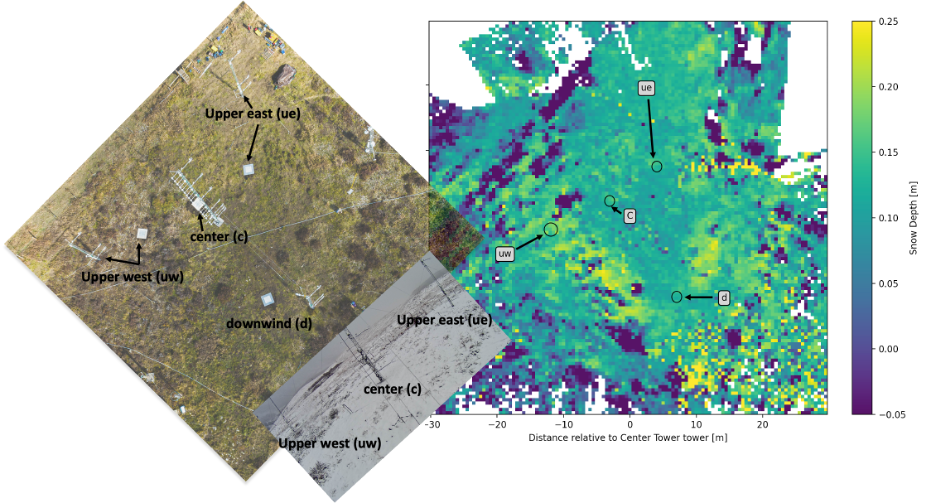 Upper east (ue)
center (c)
Upper west (uw)
downwind (d)
Upper east (ue)
center (c)
Upper west (uw)
ue
C
uw
d
-30 −20 −10 0 10 20
Distance relative to Center Tower tower [m]
0.25
0.20
0.15
0.10
0.05
0.00
−0.05
Snow Depth [m]